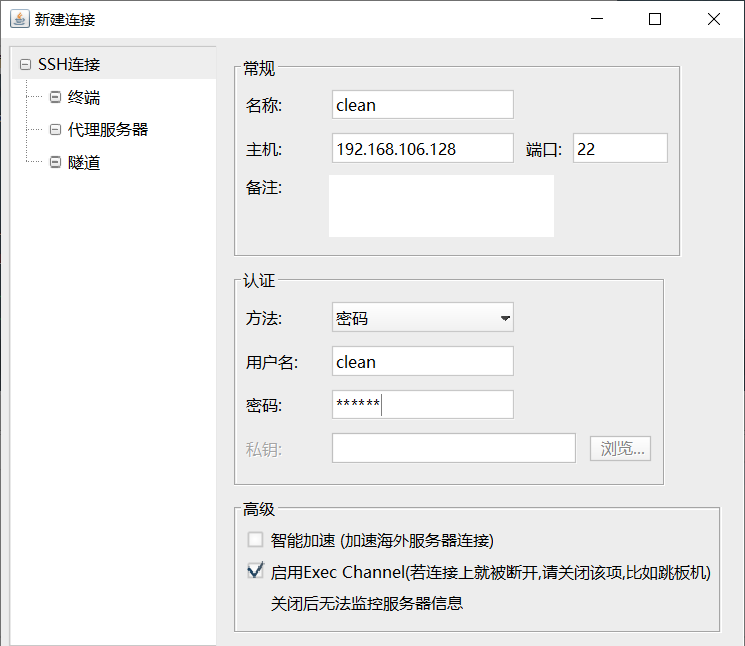 新建连接
SSH连接
终端
代理服务器
隧道
常规
名称: clean
主机: 192.168.106.128 端口: 22
备注:
认证
方法: 密码
用户名: clean
密码: ******
私钥: 浏览...
高级
智能加速 (加速海外服务器连接)
启用Exec Channel(若连接上就被断开,请关闭该项,比如跳板机)
关闭后无法监控服务器信息